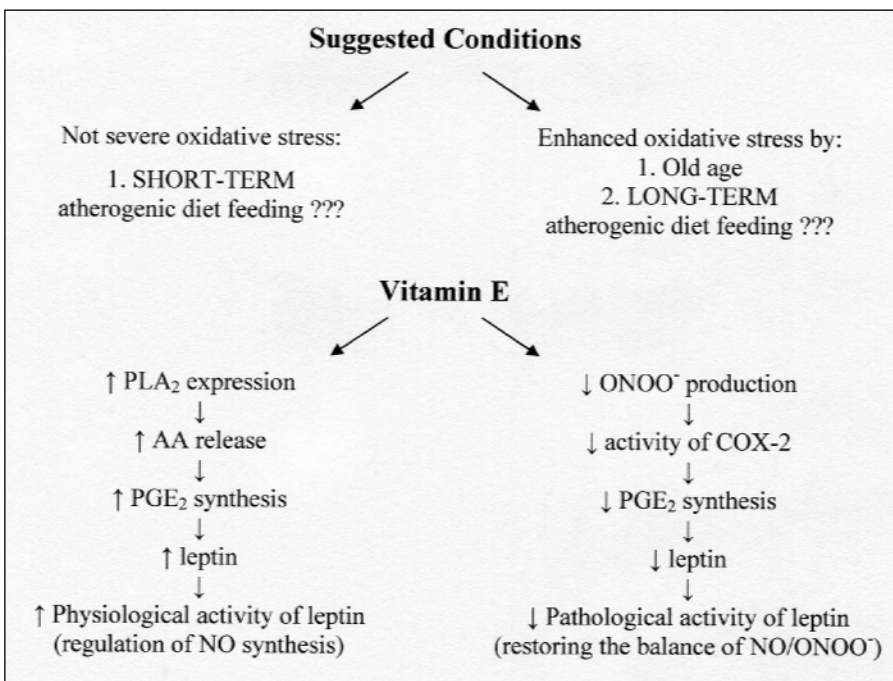 Suggested Conditions
Not severe oxidative stress:
1. SHORT-TERM
atherogenic diet feeding ???
Enhanced oxidative stress by:
1. Old age
2. LONG-TERM
atherogenic diet feeding ???
Vitamin E
↑ PLA₂ expression
↓
↑ AA release
↓
↑ PGE₂ synthesis
↓
↑ leptin
↓
↑ Physiological activity of leptin
(regulation of NO synthesis)
↓ ONOO⁻ production
↓
↓ activity of COX-2
↓
↓ PGE₂ synthesis
↓
↓ leptin
↓
↓ Pathological activity of leptin
(restoring the balance of NO/ONOO⁻)